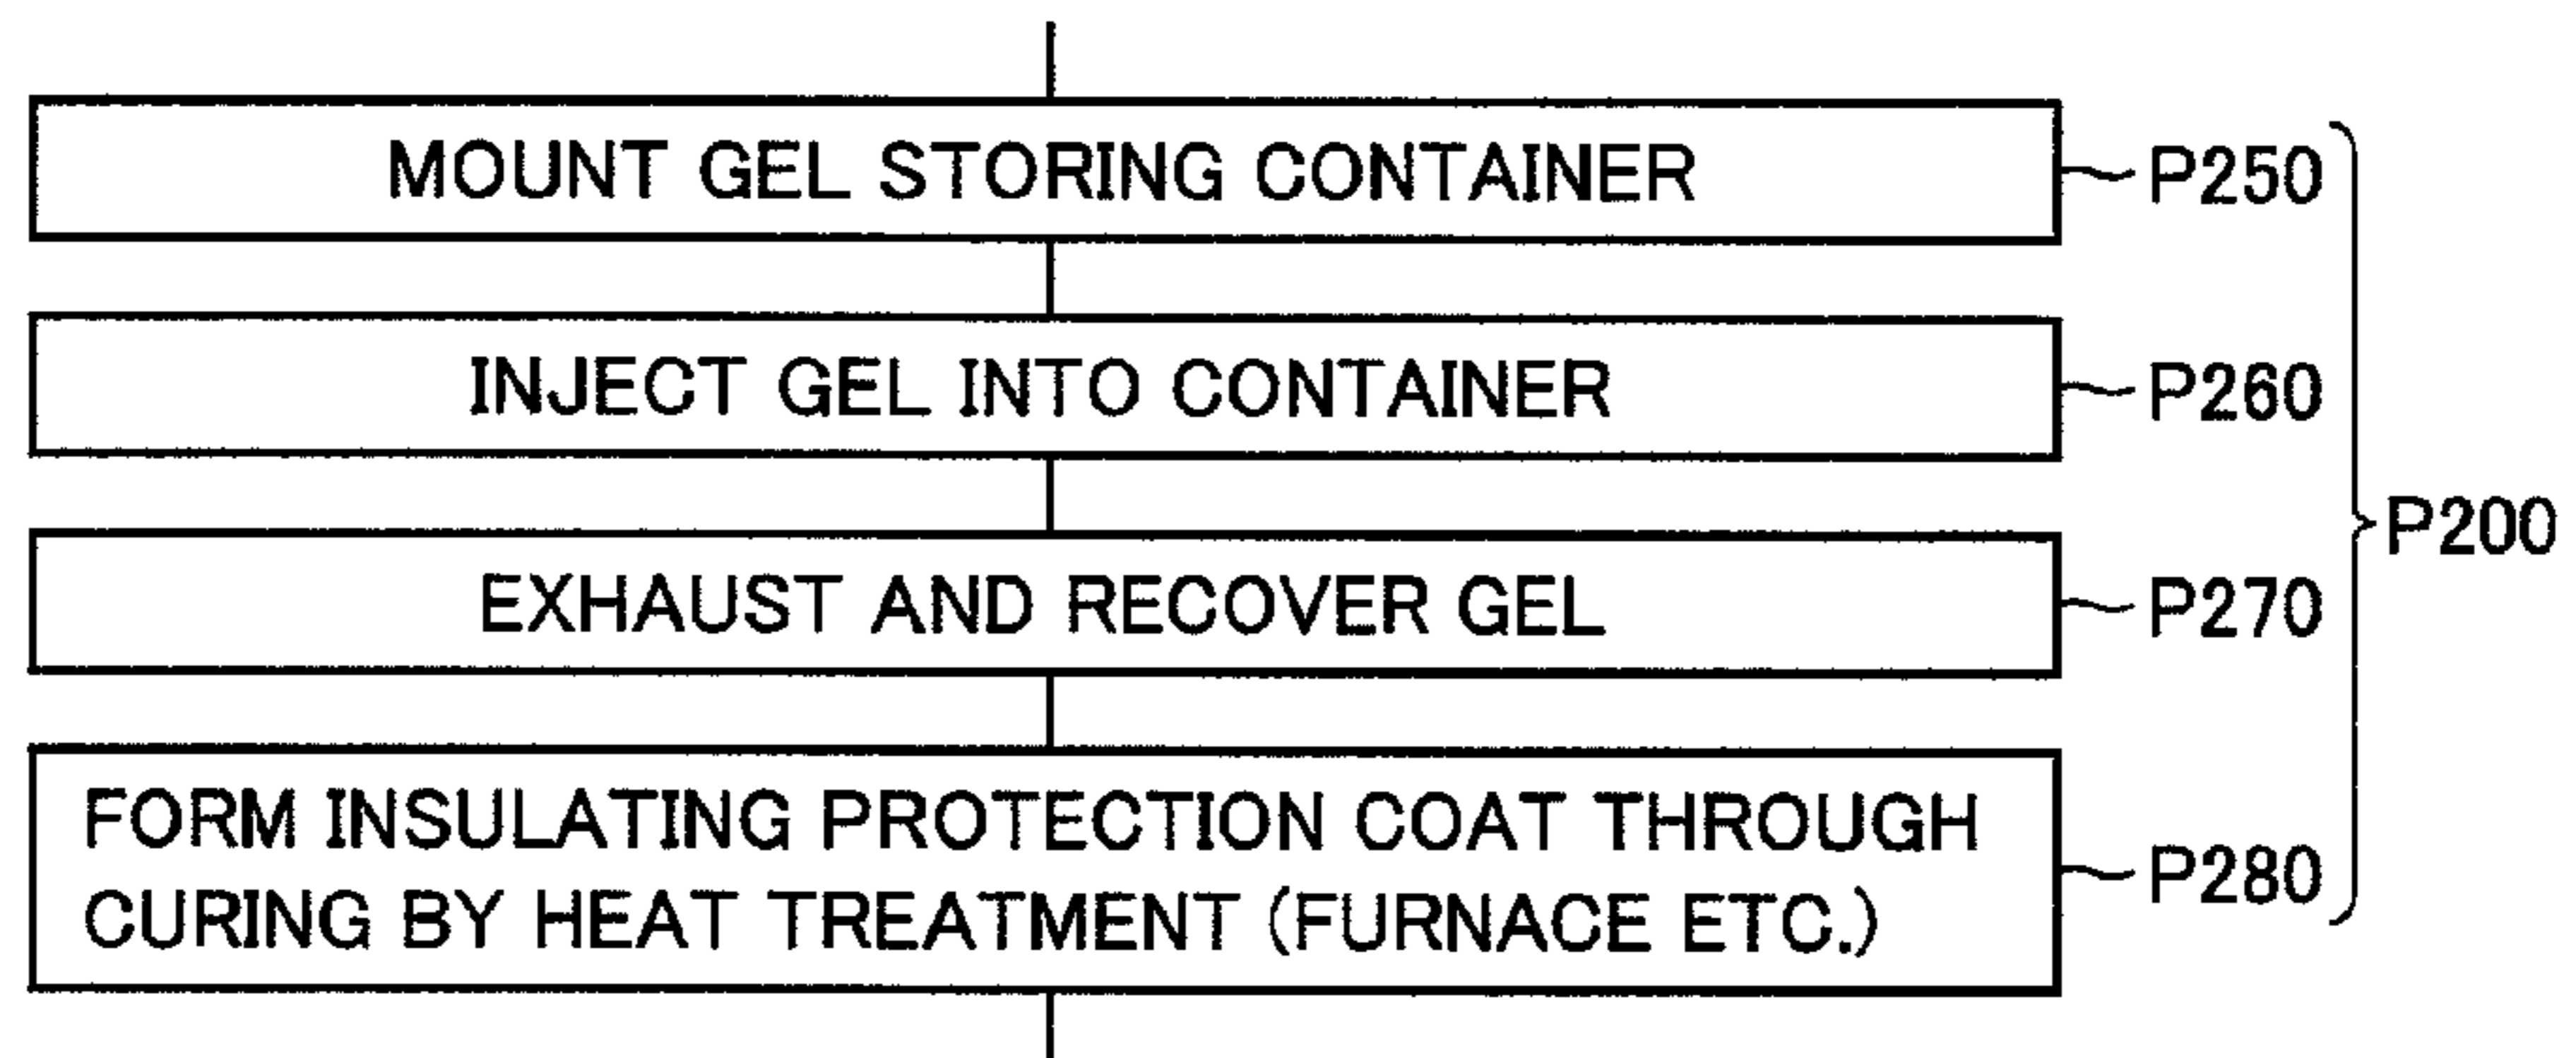 MOUNT GEL STORING CONTAINER
P250
INJECT GEL INTO CONTAINER
P260
P200
EXHAUST AND RECOVER GEL
P270
FORM INSULATING PROTECTION COAT THROUGH
CURING BY HEAT TREATMENT (FURNACE ETC.)
P280